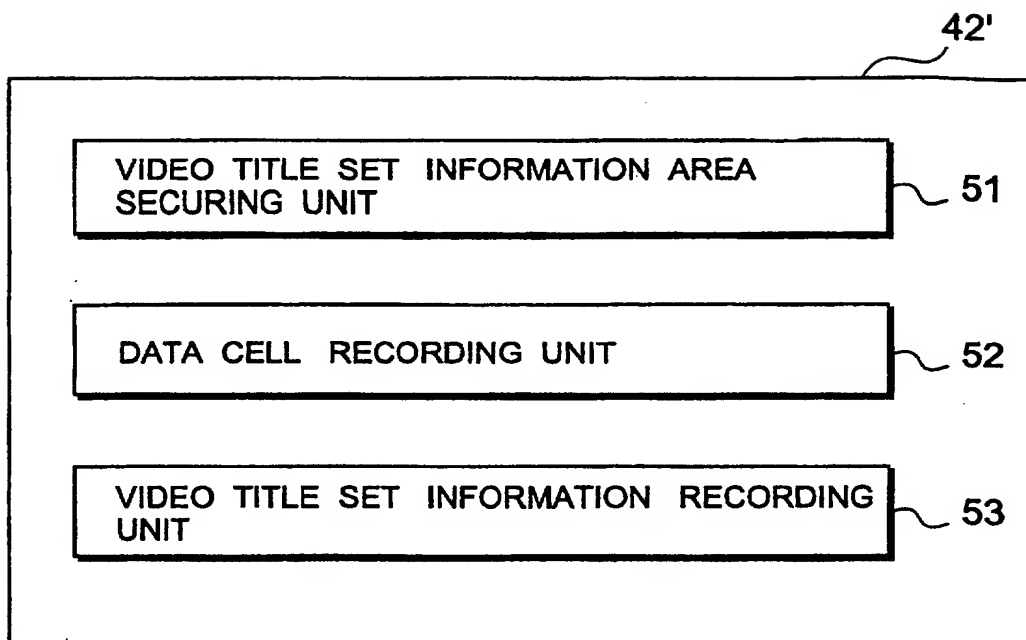 42'
VIDEO TITLE SET INFORMATION AREA
SECURING UNIT
51
DATA CELL RECORDING UNIT
52
VIDEO TITLE SET INFORMATION RECORDING
UNIT
53